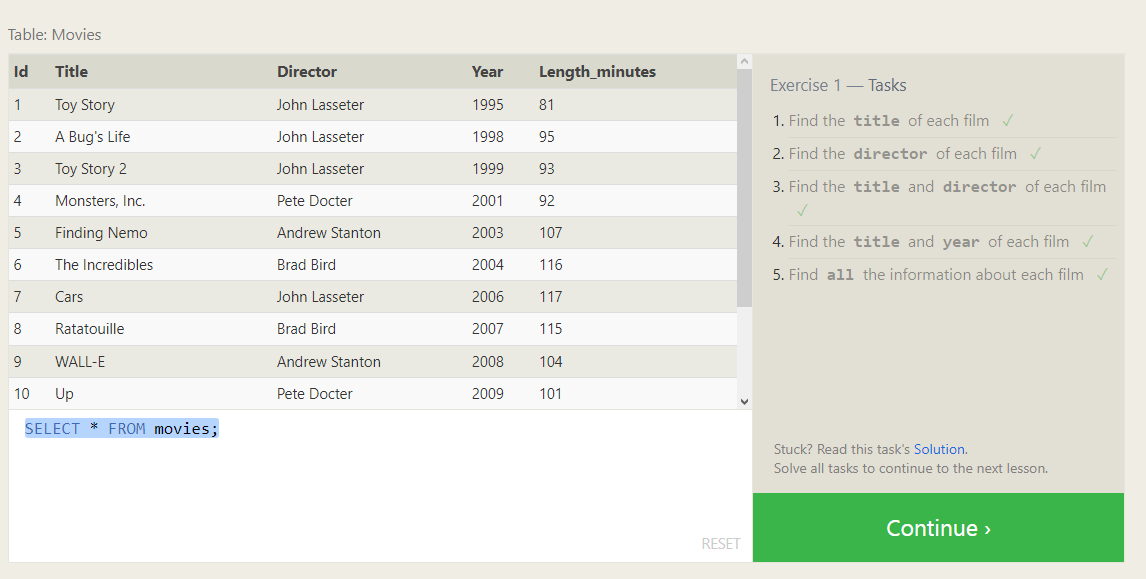 Table: Movies
Id Title Director Year Length_minutes
1 Toy Story John Lasseter 1995 81
2 A Bug's Life John Lasseter 1998 95
3 Toy Story 2 John Lasseter 1999 93
4 Monsters, Inc. Pete Docter 2001 92
5 Finding Nemo Andrew Stanton 2003 107
6 The Incredibles Brad Bird 2004 116
7 Cars John Lasseter 2006 117
8 Ratatouille Brad Bird 2007 115
9 WALL-E Andrew Stanton 2008 104
10 Up Pete Docter 2009 101
SELECT * FROM movies;
RESET
Exercise 1 — Tasks
1. Find the title of each film ✓
2. Find the director of each film ✓
3. Find the title and director of each film
✓
4. Find the title and year of each film ✓
5. Find all the information about each film ✓
Stuck? Read this task's Solution.
Solve all tasks to continue to the next lesson.
Continue ›